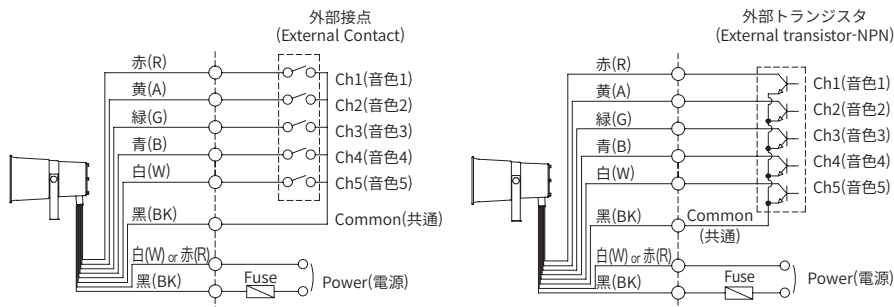 外部接点
(External Contact)
赤(R)
Ch1(音色1)
黄(A)
Ch2(音色2)
緑(G)
Ch3(音色3)
青(B)
Ch4(音色4)
白(W)
Ch5(音色5)
黒(BK)
Common(共通)
白(W) or 赤(R)
黒(BK)
Fuse
Power(電源)
外部トランジスタ
(External transistor-NPN)
赤(R)
Ch1(音色1)
黄(A)
Ch2(音色2)
緑(G)
Ch3(音色3)
青(B)
Ch4(音色4)
白(W)
Ch5(音色5)
黒(BK)
Common
(共通)
白(W) or 赤(R)
黒(BK)
Fuse
Power(電源)